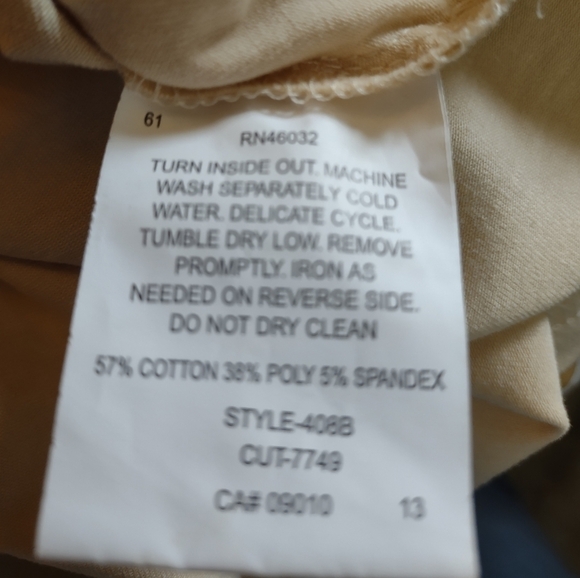 61
RN46032
TURN INSIDE OUT. MACHINE
WASH SEPARATELY COLD
WATER. DELICATE CYCLE.
TUMBLE DRY LOW. REMOVE
PROMPTLY. IRON AS
NEEDED ON REVERSE SIDE.
DO NOT DRY CLEAN
57% COTTON 38% POLY 5% SPANDEX
STYLE-408B
CUT-7749
CA# 09010 13